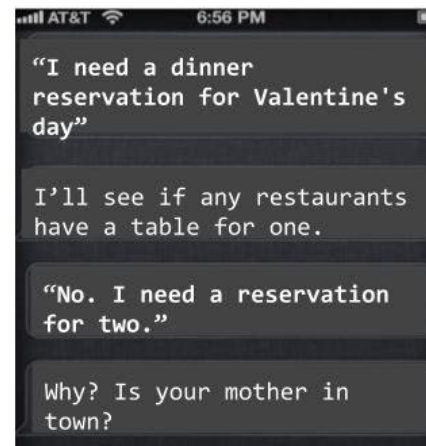 AT&T 6:56 PM
“I need a dinner
reservation for Valentine's
day”
I’ll see if any restaurants
have a table for one.
“No. I need a reservation
for two.”
Why? Is your mother in
town?